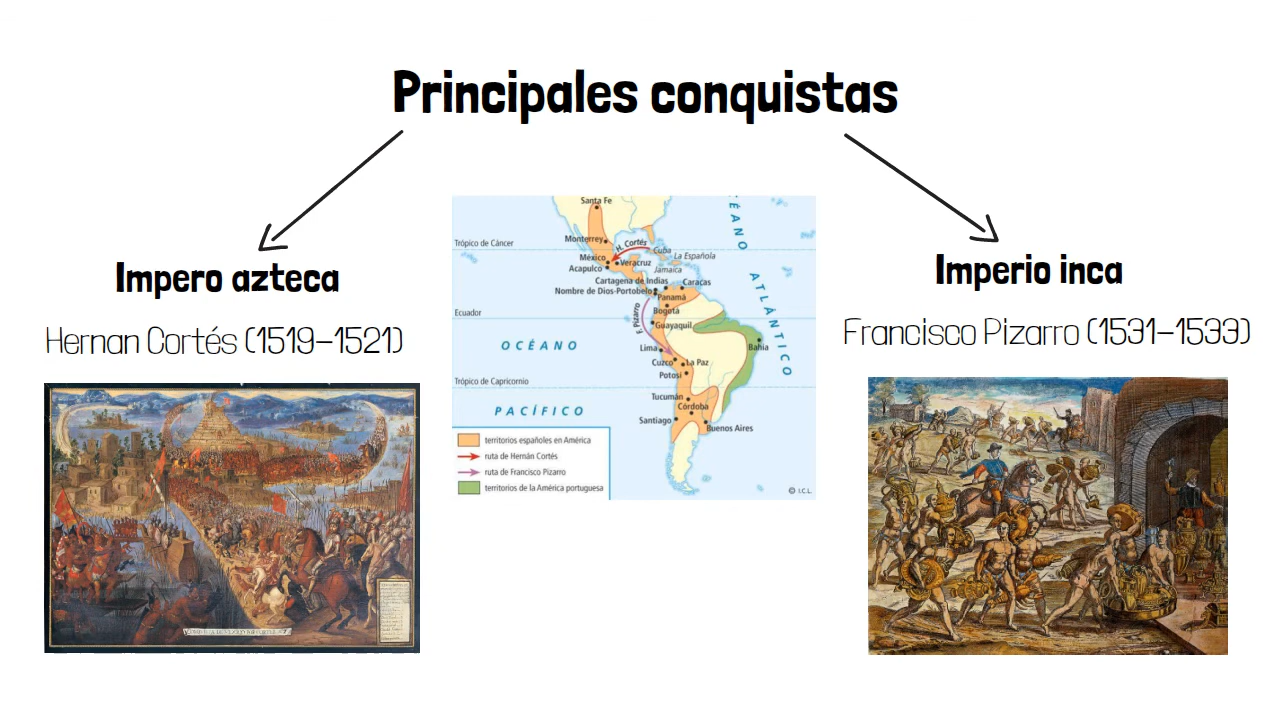 Principales conquistas
Impero azteca
Hernan Cortés (1519-1521)
Imperio inca
Francisco Pizarro (1531-1533)
Santa Fe
Monterrey
H. Cortés
Trópico de Cáncer
Cuba
México
Veracruz
La Española
Acapulco
Jamaica
Cartagena de Indias
Caracas
Nombre de Dios-Portobelo
Panamá
Bogotá
Ecuador
F. Pizarro
Guayaquil
OCÉANO
ATLÁNTICO
Lima
Bahía
Cuzco
La Paz
Potosí
Trópico de Capricornio
OCÉANO
PACÍFICO
Tucumán
Córdoba
Santiago
Buenos Aires
territorios españoles en América
ruta de Hernán Cortés
ruta de Francisco Pizarro
territorios de la América portuguesa
© I.C.L.